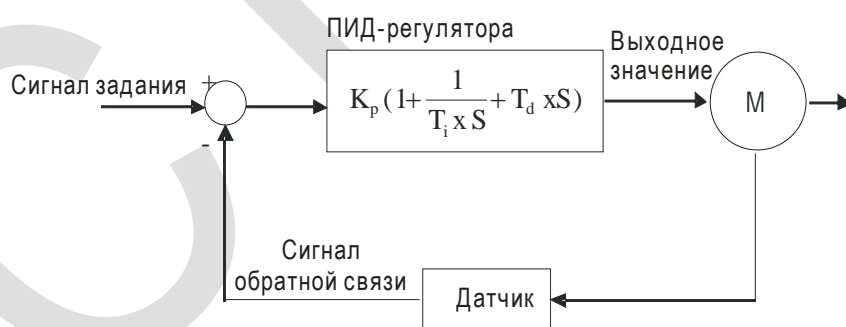 ПИД-регулятора
Выходное
значение
Сигнал задания
+
K_p (1+ 1/(T_i x S) + T_d xS)
М
-
Сигнал
обратной связи
Датчик